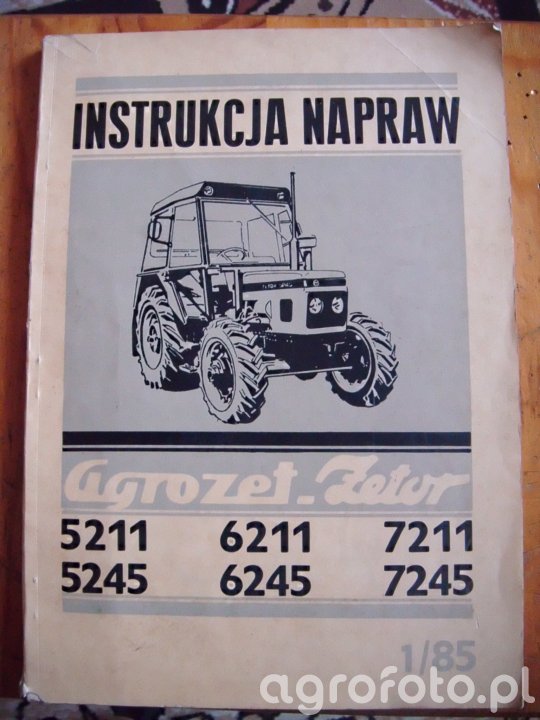 INSTRUKCJA NAPRAW
agrozet-Zetor
5211 6211 7211
5245 6245 7245
1/85
agrofoto.pl